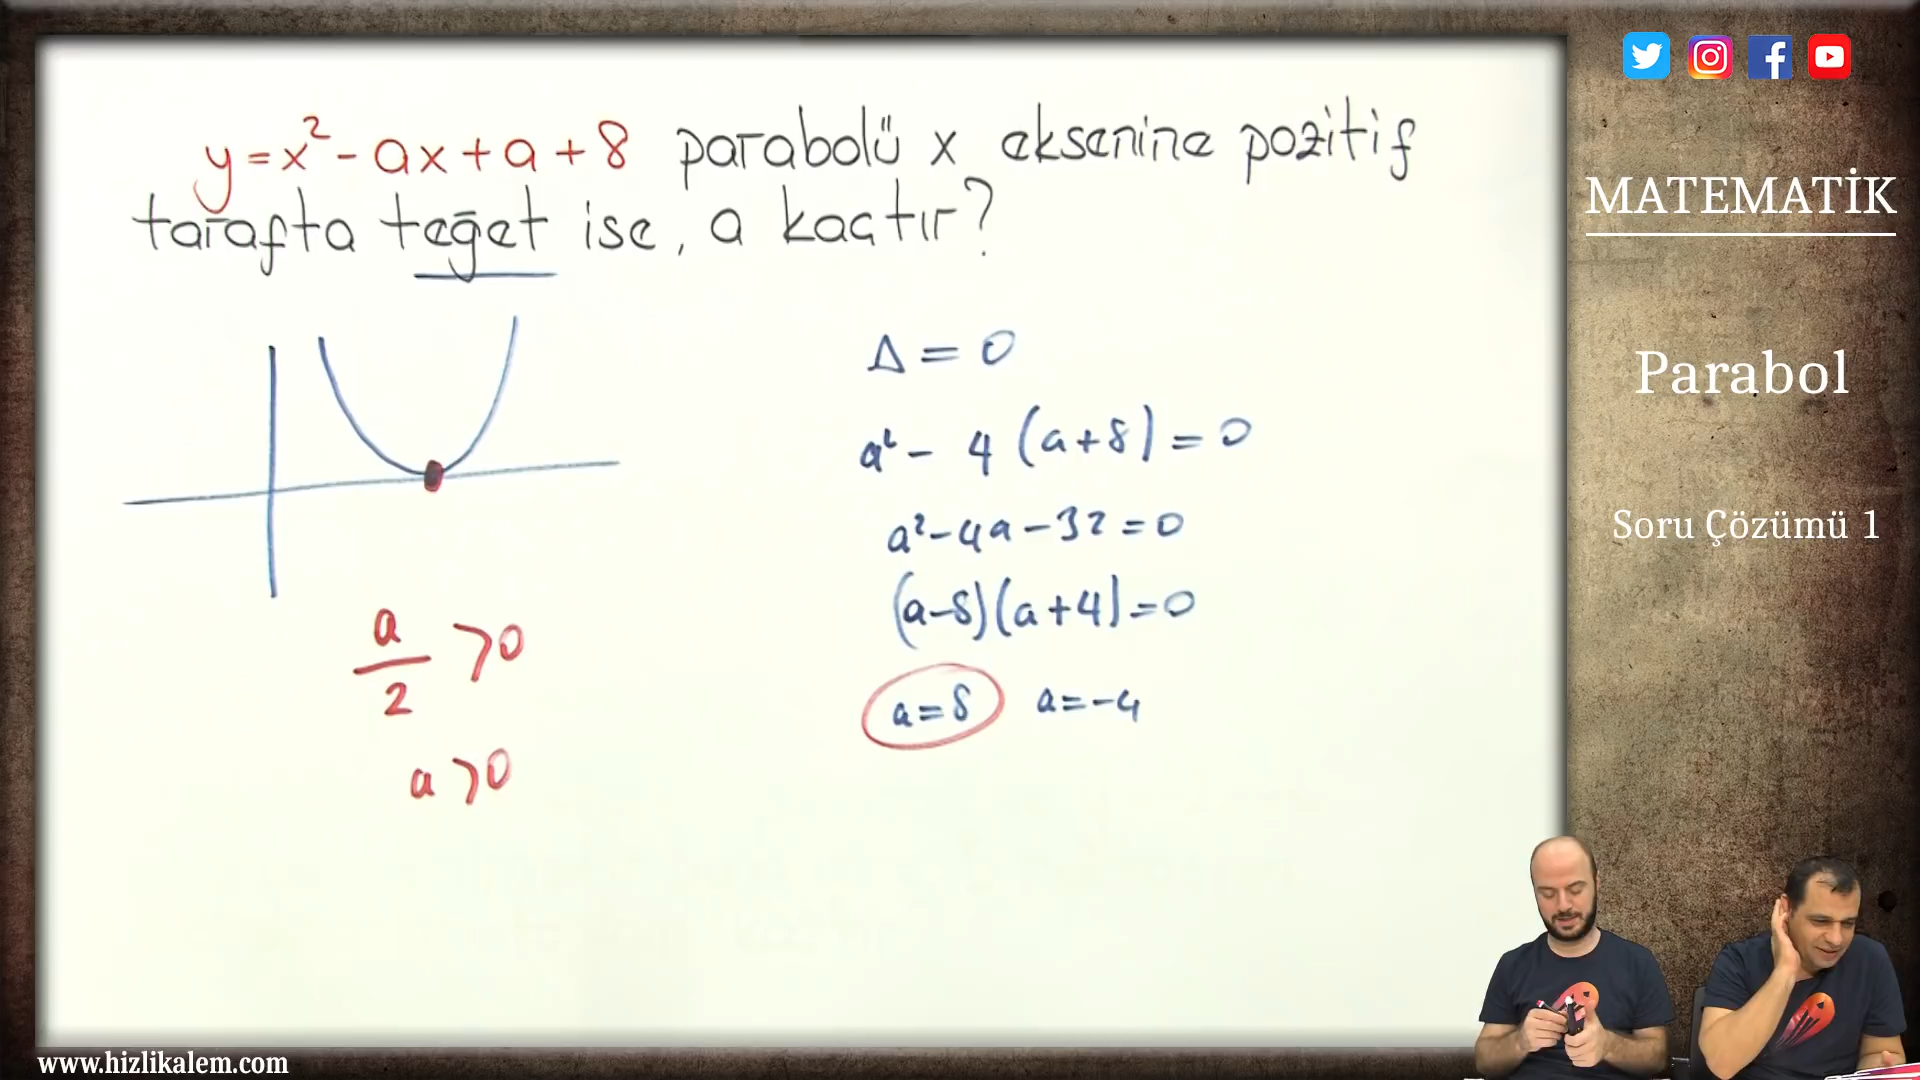 y=x²-ax+a+8 parabolü x eksenine pozitif
tarafta teğet ise, a kaçtır?
Δ=0
a²-4(a+8)=0
a²-4a-32=0
(a-8)(a+4)=0
a=8 a=-4
a/2 >0
a>0
MATEMATİK
Parabol
Soru Çözümü 1
www.hizlikalem.com